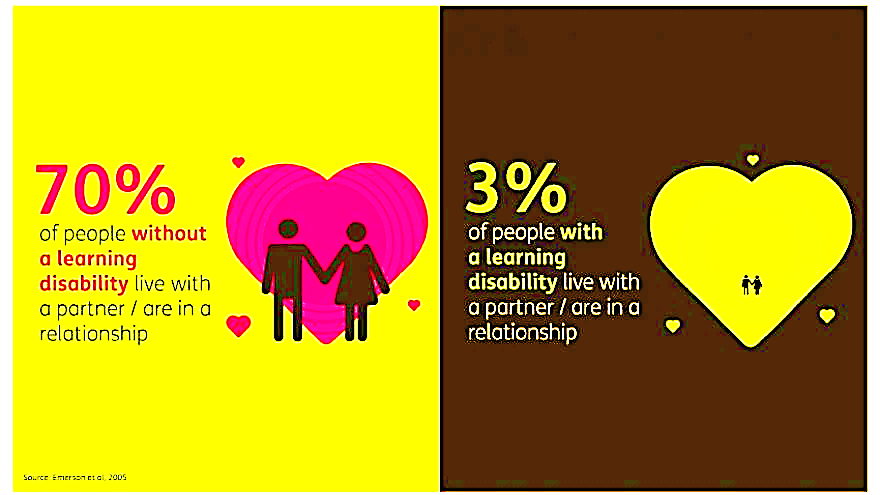 70%
of people without
a learning
disability live with
a partner / are in a
relationship
3%
of people with
a learning
disability live with
a partner / are in a
relationship
Source: Emerson et al, 2005